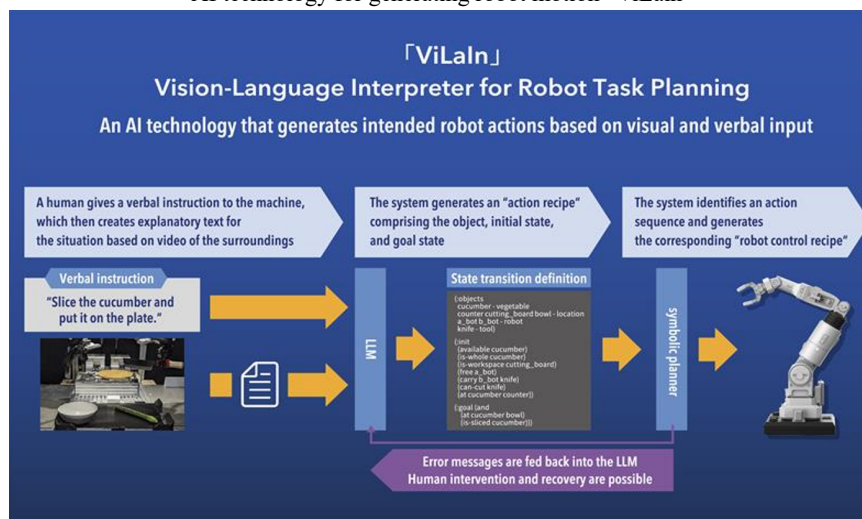 「ViLaIn」
Vision-Language Interpreter for Robot Task Planning
An AI technology that generates intended robot actions based on visual and verbal input
A human gives a verbal instruction to the machine,
which then creates explanatory text for
the situation based on video of the surroundings
The system generates an "action recipe"
comprising the object, initial state,
and goal state
The system identifies an action
sequence and generates
the corresponding "robot control recipe"
Verbal instruction
"Slice the cucumber and
put it on the plate."
LLM
State transition definition
(:objects
cucumber - vegetable
counter cutting_board bowl - location
a_bot b_bot - robot
knife - tool)
(:init
(available cucumber)
(is-whole cucumber)
(is-workspace cutting_board)
(free a_bot)
(carry b_bot knife)
(can-cut knife)
(at cucumber counter))
(:goal (and
(at cucumber bowl)
(is-sliced cucumber)))
symbolic planner
Error messages are fed back into the LLM
Human intervention and recovery are possible